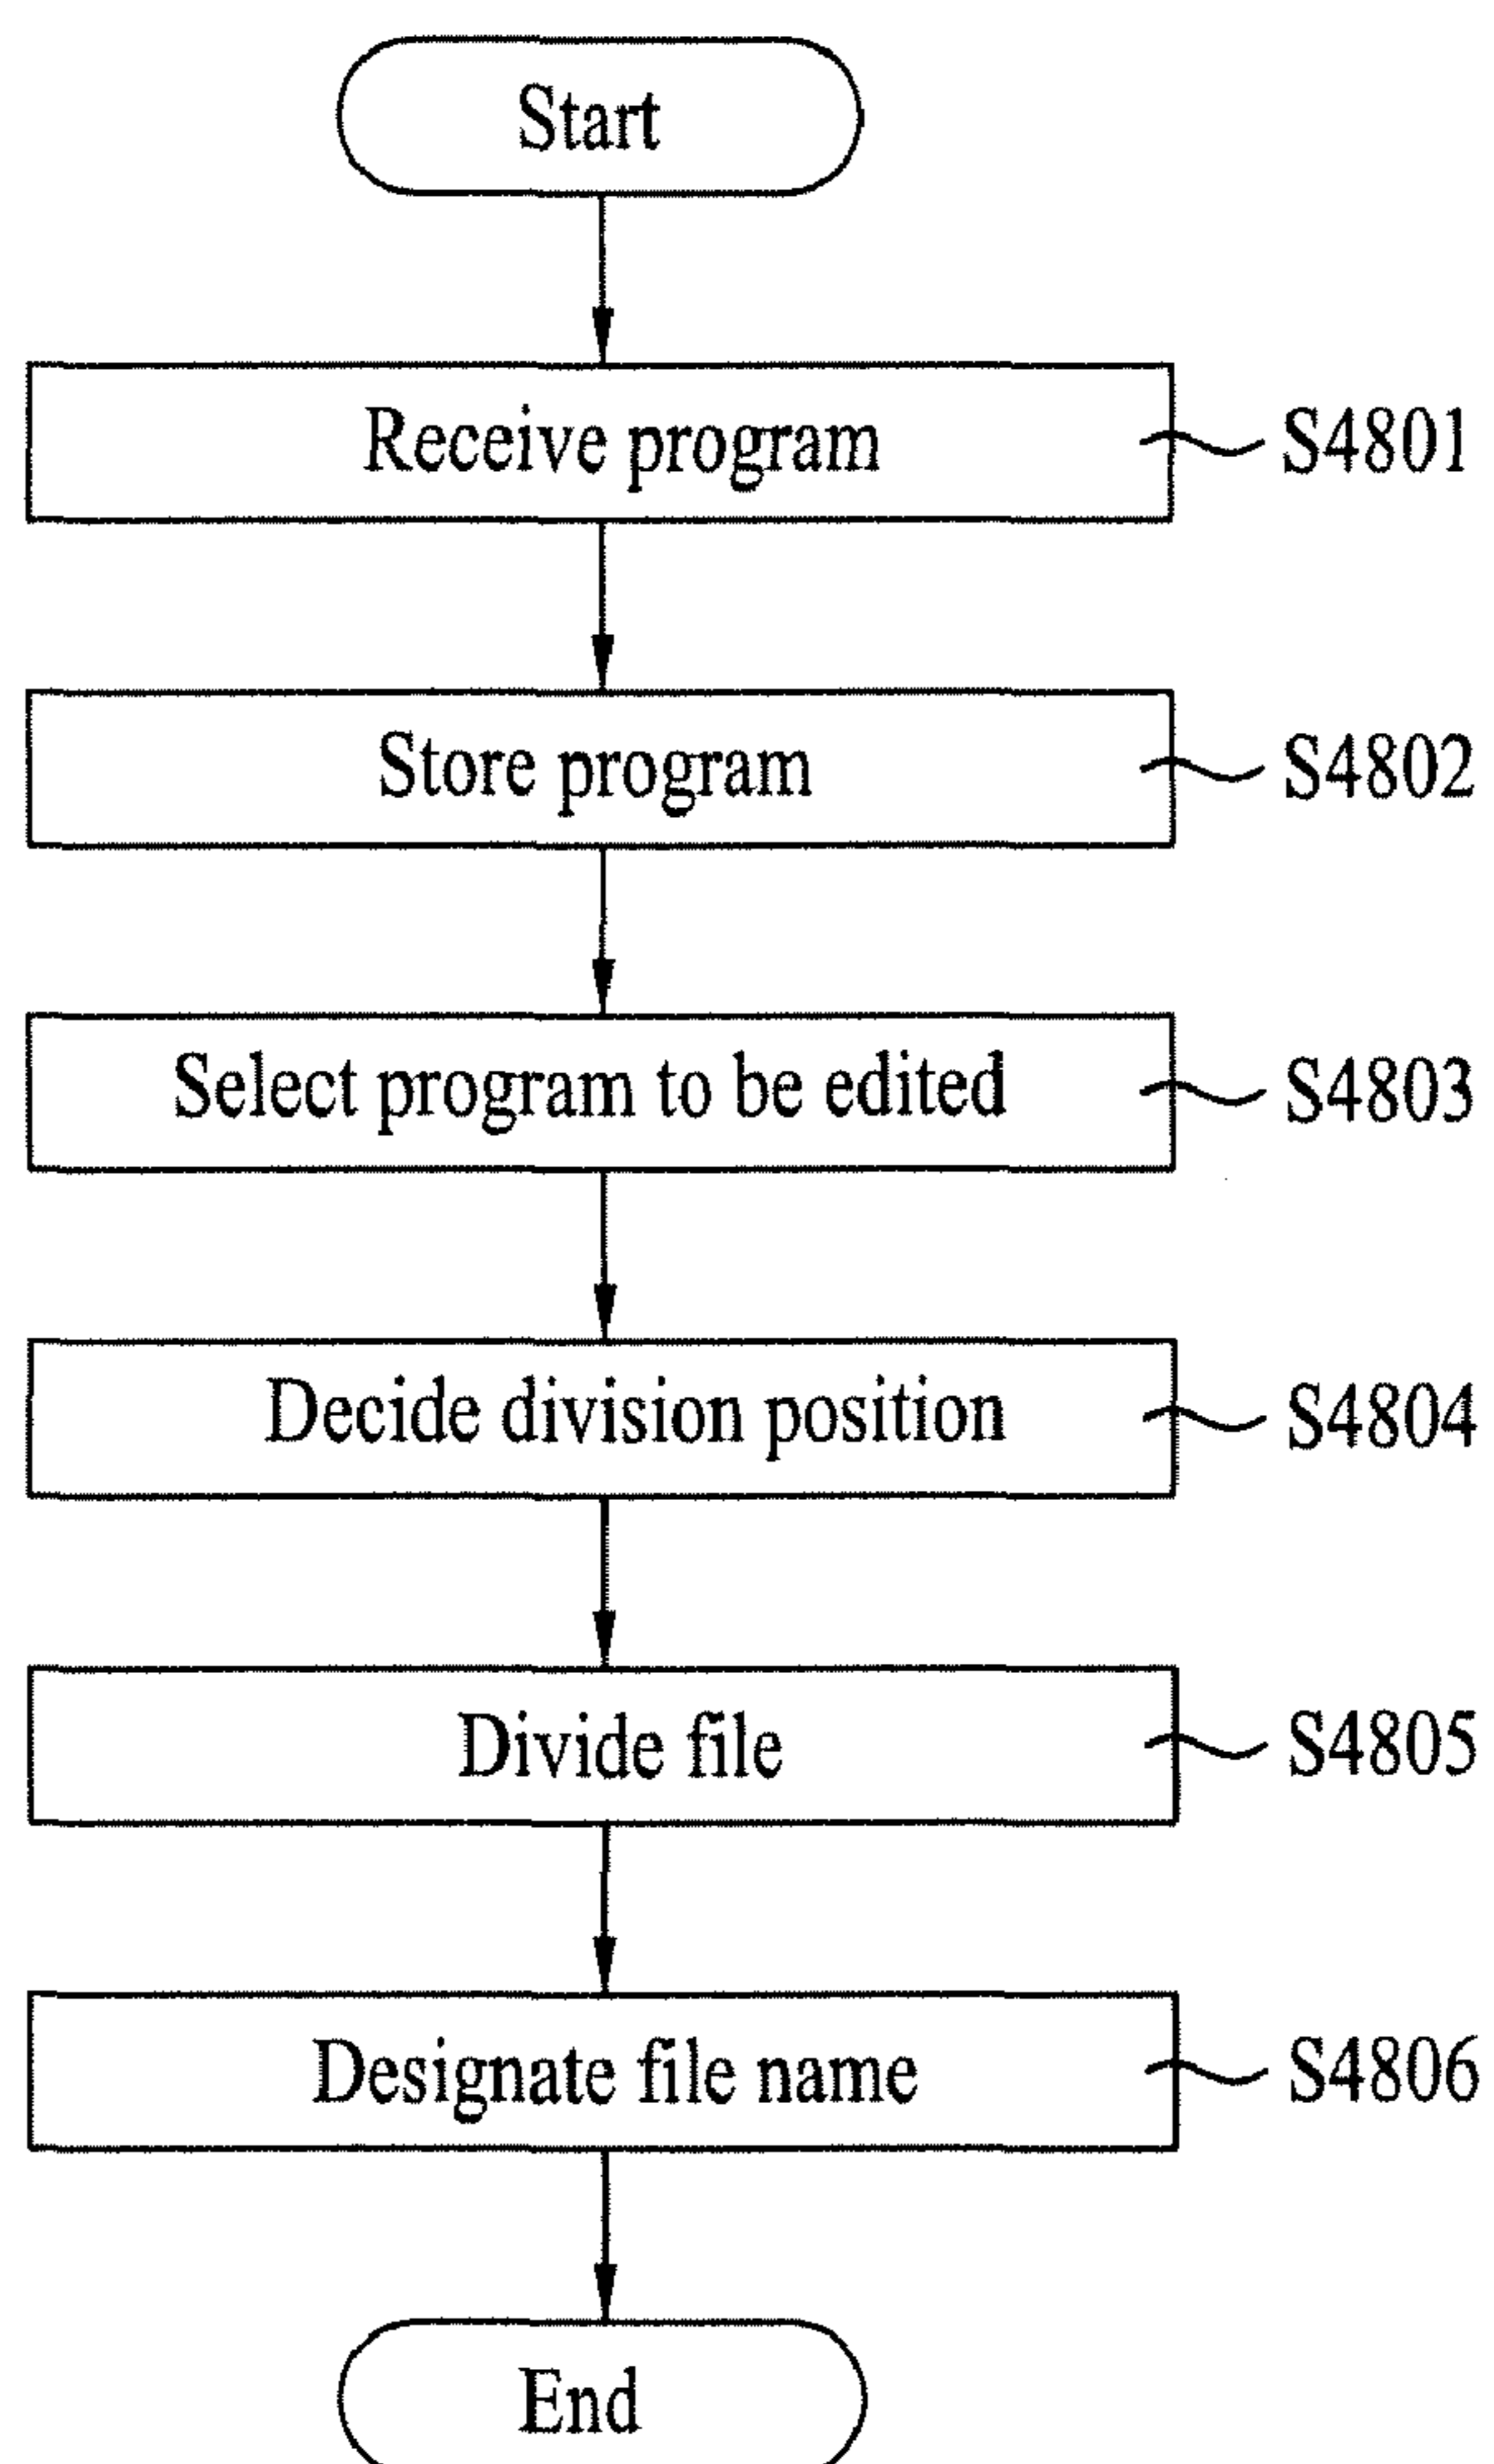 Start
Receive program S4801
Store program S4802
Select program to be edited S4803
Decide division position S4804
Divide file S4805
Designate file name S4806
End